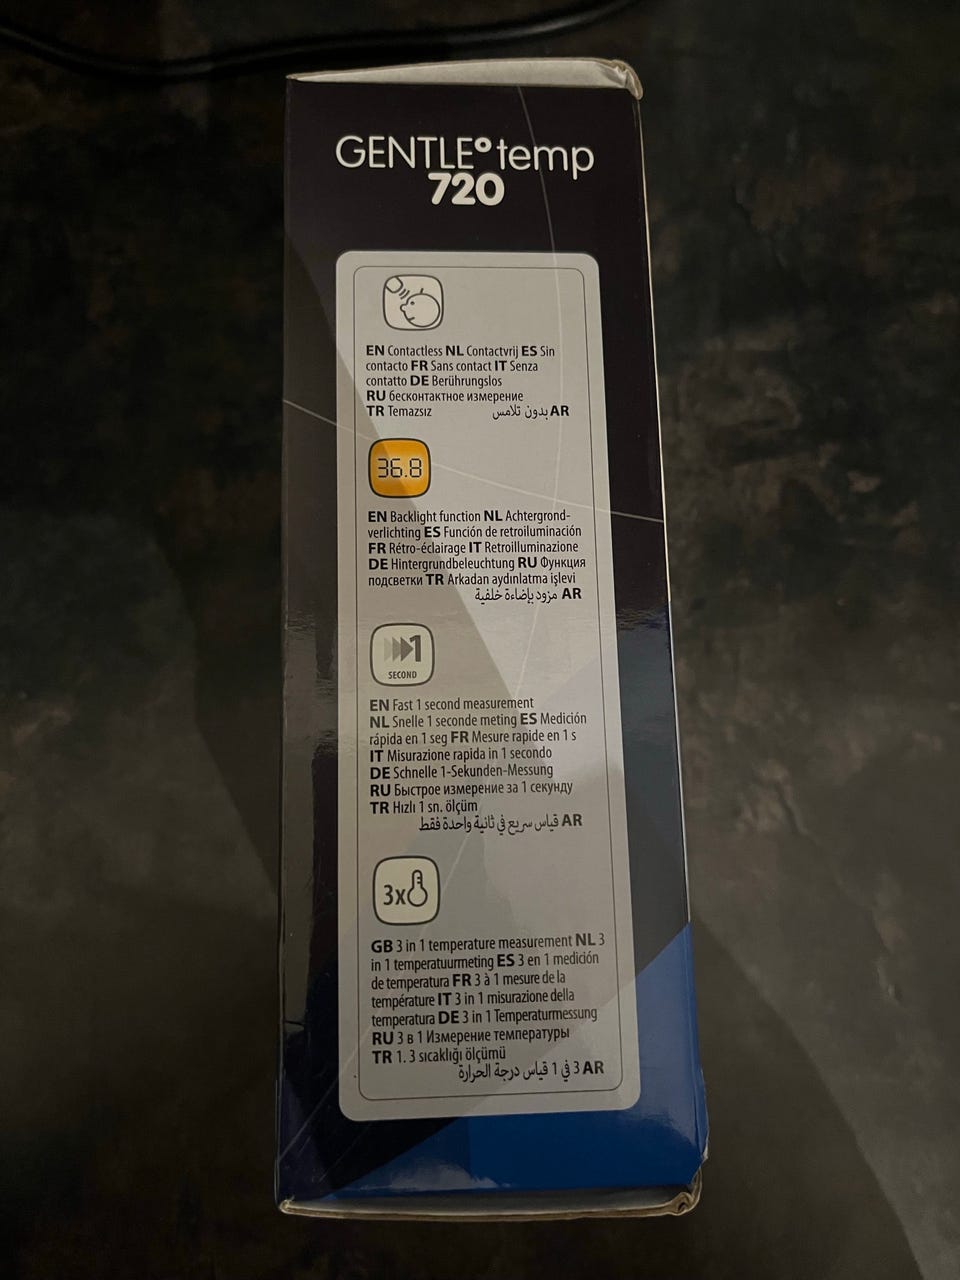 GENTLE°temp
720
EN Contactless NL Contactvrij ES Sin
contacto FR Sans contact IT Senza
contatto DE Berührungslos
RU бесконтактное измерение
TR Temazsız AR بدون تلامس
36.8
EN Backlight function NL Achtergrond-
verlichting ES Función de retroiluminación
FR Rétro-éclairage IT Retroilluminazione
DE Hintergrundbeleuchtung RU Функция
подсветки TR Arkadan aydınlatma işlevi
AR مزود بإضاءة خلفية
1
SECOND
EN Fast 1 second measurement
NL Snelle 1 seconde meting ES Medición
rápida en 1 seg FR Mesure rapide en 1 s
IT Misurazione rapida in 1 secondo
DE Schnelle 1-Sekunden-Messung
RU Быстрое измерение за 1 секунду
TR Hızlı 1 sn. ölçüm
AR قياس سريع في ثانية واحدة فقط
3x
GB 3 in 1 temperature measurement NL 3
in 1 temperatuurmeting ES 3 en 1 medición
de temperatura FR 3 à 1 mesure de la
température IT 3 in 1 misurazione della
temperatura DE 3 in 1 Temperaturmessung
RU 3 в 1 Измерение температуры
TR 1. 3 sıcaklığı ölçümü
AR 3 في 1 قياس درجة الحرارة